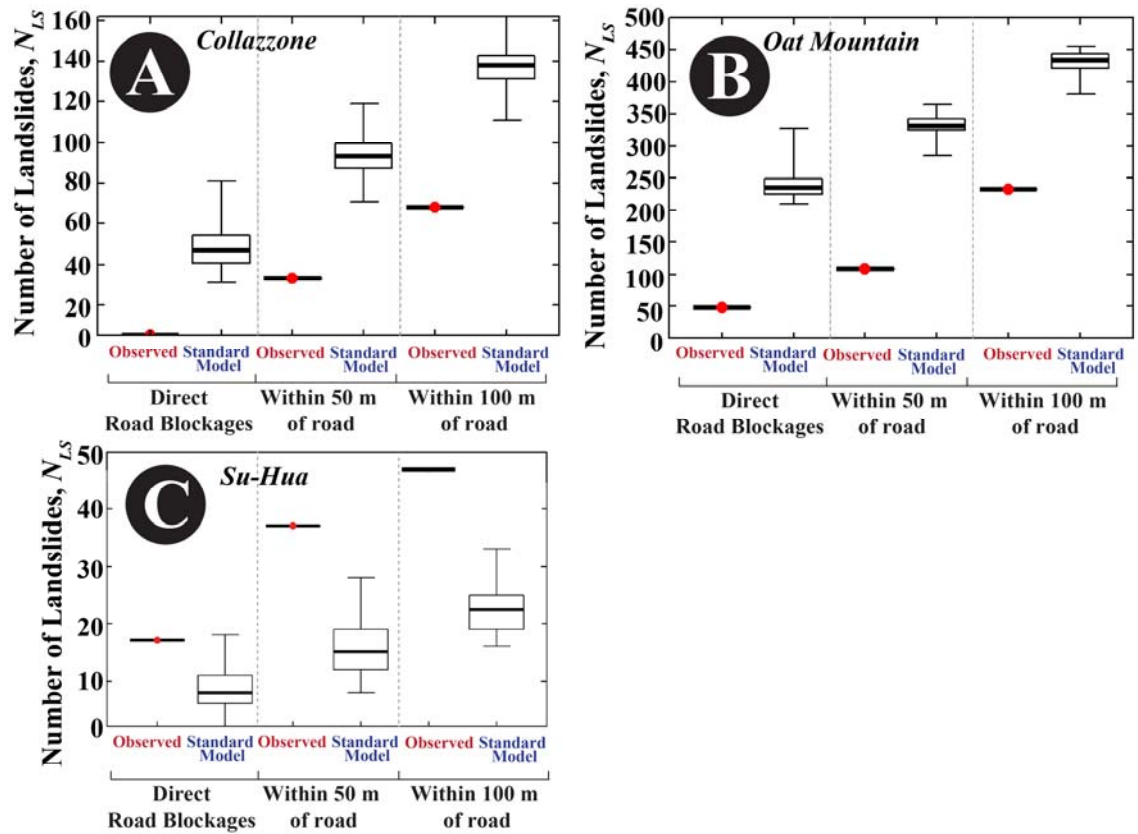 Number of Landslides, N_LS
160
140
120
100
80
60
40
20
0
A
Collazzone
Observed Standard Model Observed Standard Model Observed Standard Model
Direct Road Blockages
Within 50 m of road
Within 100 m of road
Number of Landslides, N_LS
450
400
350
300
250
200
150
100
50
0
B
Oat Mountain
Observed Standard Model Observed Standard Model Observed Standard Model
Direct Road Blockages
Within 50 m of road
Within 100 m of road
Number of Landslides, N_LS
50
40
30
20
10
0
C
Su-Hua
Observed Standard Model Observed Standard Model Observed Standard Model
Direct Road Blockages
Within 50 m of road
Within 100 m of road